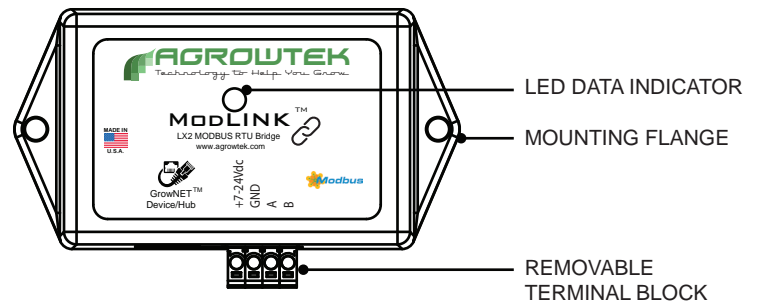 AGROWTEK
Technology to Help You Grow
MODLINK™
LX2 MODBUS RTU Bridge
www.agrowtek.com
MADE IN
U.S.A.
GrowNET™
Device/Hub
+7-24Vdc
GND
A
B
Modbus
LED DATA INDICATOR
MOUNTING FLANGE
REMOVABLE
TERMINAL BLOCK